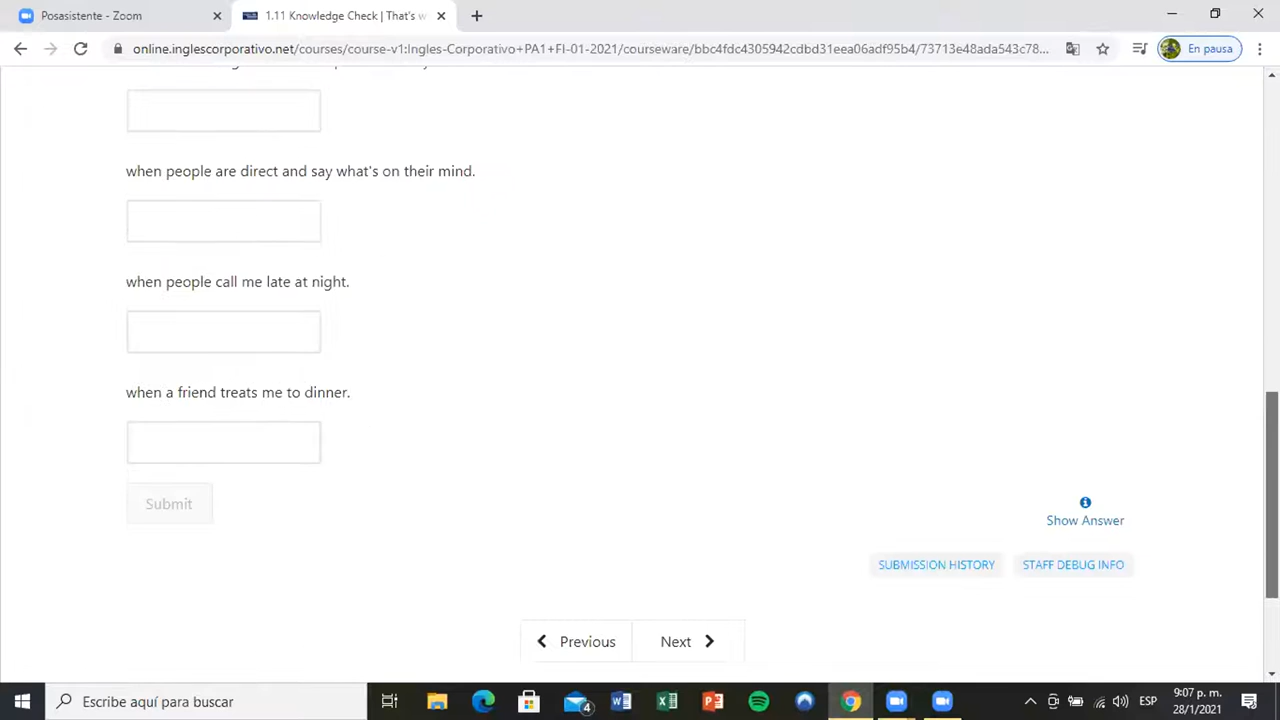 Posasistente - Zoom
1.11 Knowledge Check | That's w
online.inglescorporativo.net/courses/course-v1:Ingles-Corporativo+PA1+FI-01-2021/courseware/bbc4fdc4305942cdbd31eea06adf95b4/73713e48ada543c78...
En pausa
when people are direct and say what's on their mind.
when people call me late at night.
when a friend treats me to dinner.
Submit
Show Answer
SUBMISSION HISTORY
STAFF DEBUG INFO
Previous
Next
Escribe aquí para buscar
4
ESP
9:07 p. m.
28/1/2021